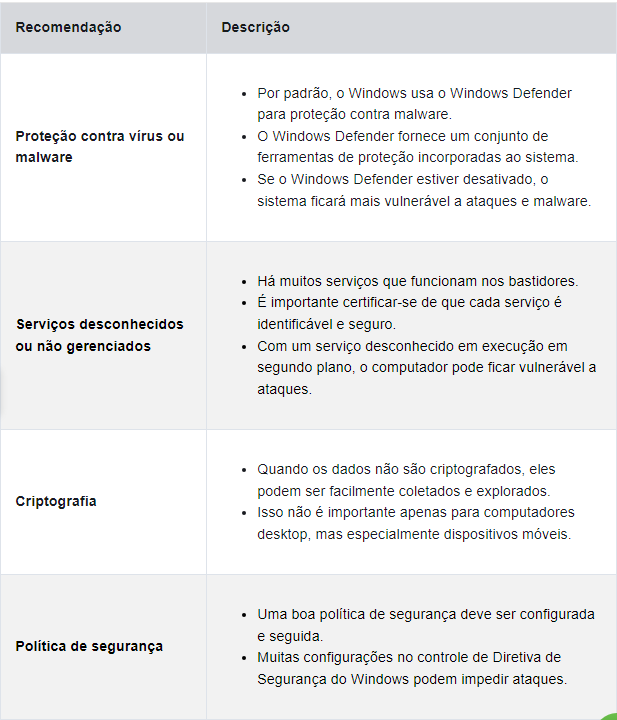 Recomendação
Descrição
Proteção contra vírus ou
malware
• Por padrão, o Windows usa o Windows Defender
para proteção contra malware.
• O Windows Defender fornece um conjunto de
ferramentas de proteção incorporadas ao sistema.
• Se o Windows Defender estiver desativado, o
sistema ficará mais vulnerável a ataques e malware.
Serviços desconhecidos
ou não gerenciados
• Há muitos serviços que funcionam nos bastidores.
• É importante certificar-se de que cada serviço é
identificável e seguro.
• Com um serviço desconhecido em execução em
segundo plano, o computador pode ficar vulnerável a
ataques.
Criptografia
• Quando os dados não são criptografados, eles
podem ser facilmente coletados e explorados.
• Isso não é importante apenas para computadores
desktop, mas especialmente dispositivos móveis.
Política de segurança
• Uma boa política de segurança deve ser configurada
e seguida.
• Muitas configurações no controle de Diretiva de
Segurança do Windows podem impedir ataques.